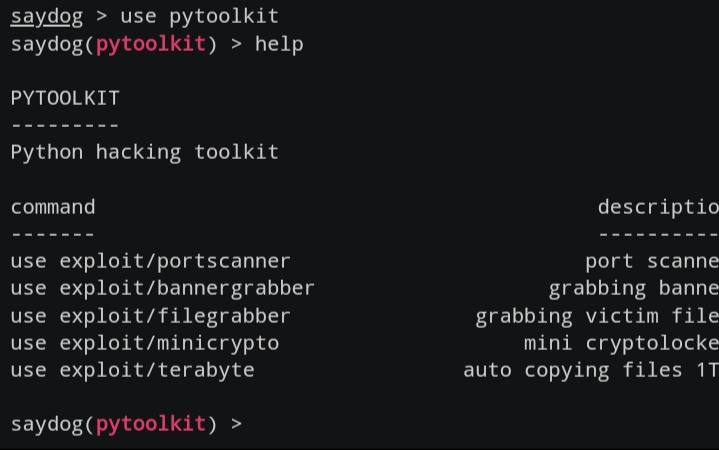 saydog > use pytoolkit
saydog(pytoolkit) > help
PYTOOLKIT
---------
Python hacking toolkit
command descriptio
------- ----------
use exploit/portscanner port scanne
use exploit/bannergrabber grabbing banne
use exploit/filegrabber grabbing victim file
use exploit/minicrypto mini cryptolocke
use exploit/terabyte auto copying files 1T
saydog(pytoolkit) >